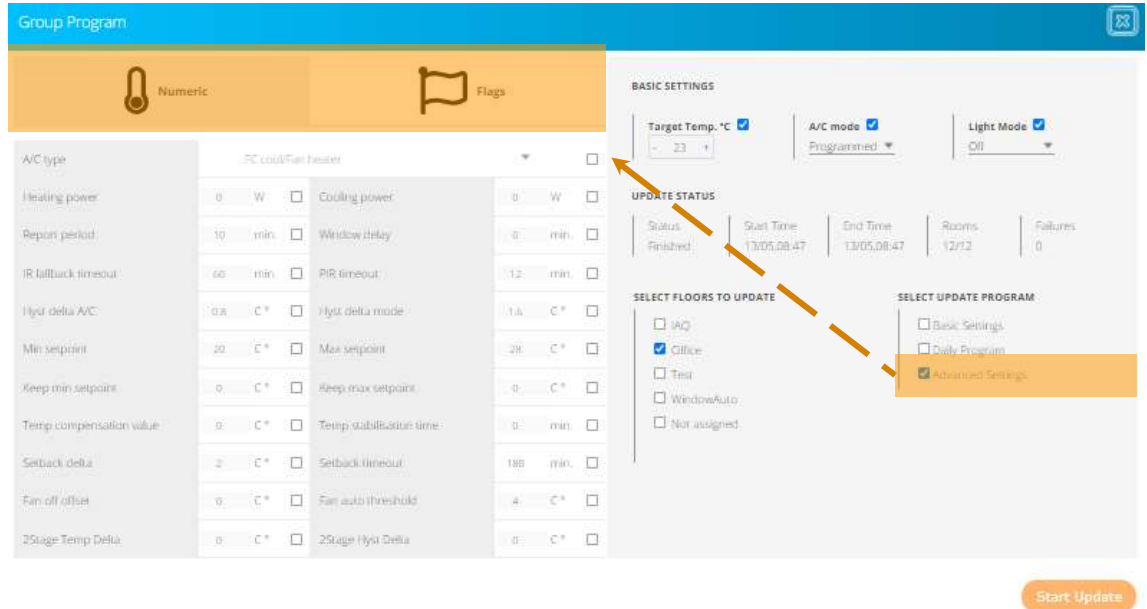 Group Program
Numeric
Flags
A/C type FC cool/Fan heater
Heating power 0 W Cooling power 0 W
Report period 10 min. Window delay 0 min.
IR fallback timeout 60 min. PIR timeout 12 min.
Hyst delta A/C 0.8 C° Hyst delta mode 1.6 C°
Min setpoint 20 C° Max setpoint 28 C°
Keep min setpoint 0 C° Keep max setpoint 0 C°
Temp compensation value 0 C° Temp stabilisation time 0 min.
Setback delta 2 C° Setback timeout 180 min.
Fan off offset 0 C° Fan auto threshold 4 C°
2Stage Temp Delta 0 C° 2Stage Hyst Delta 0 C°
BASIC SETTINGS
Target Temp. °C A/C mode Light Mode
- 23 + Programmed Off
UPDATE STATUS
Status Start Time End Time Rooms Failures
Finished 13/05,08:47 13/05,08:47 12/12 0
SELECT FLOORS TO UPDATE
IAQ
Office
Test
WindowAuto
Not assigned
SELECT UPDATE PROGRAM
Basic Settings
Daily Program
Advanced Settings
Start Update